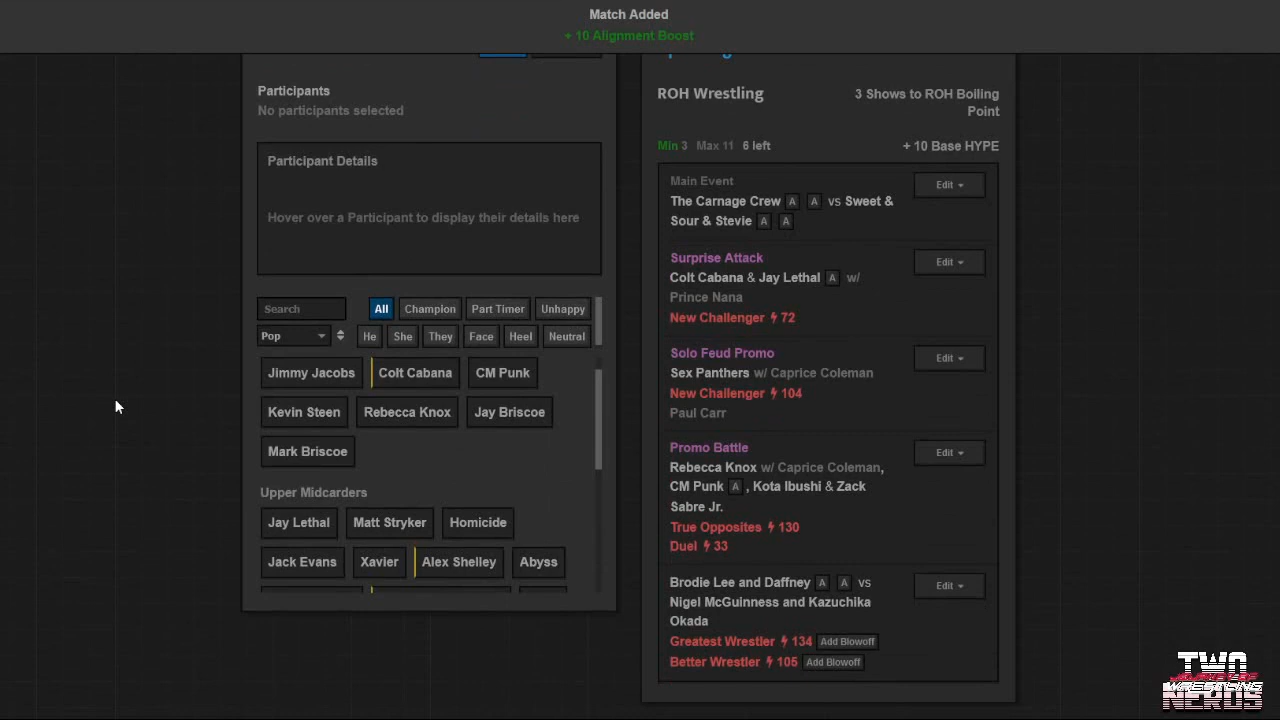 Match Added
+ 10 Alignment Boost
Participants
No participants selected
Participant Details
Hover over a Participant to display their details here
Search
All
Champion
Part Timer
Unhappy
Pop
He
She
They
Face
Heel
Neutral
Jimmy Jacobs
Colt Cabana
CM Punk
Kevin Steen
Rebecca Knox
Jay Briscoe
Mark Briscoe
Upper Midcarders
Jay Lethal
Matt Stryker
Homicide
Jack Evans
Xavier
Alex Shelley
Abyss
ROH Wrestling
3 Shows to ROH Boiling
Point
Min 3 Max 11 6 left
+ 10 Base HYPE
Main Event
Edit
The Carnage Crew A A vs Sweet &
Sour & Stevie A A
Surprise Attack
Edit
Colt Cabana & Jay Lethal A w/
Prince Nana
New Challenger 72
Solo Feud Promo
Edit
Sex Panthers w/ Caprice Coleman
New Challenger 104
Paul Carr
Promo Battle
Edit
Rebecca Knox w/ Caprice Coleman,
CM Punk A , Kota Ibushi & Zack
Sabre Jr.
True Opposites 130
Duel 33
Brodie Lee and Daffney A A vs
Edit
Nigel McGuinness and Kazuchika
Okada
Greatest Wrestler 134 Add Blowoff
Better Wrestler 105 Add Blowoff
TWO
WRESTLING
NERDS